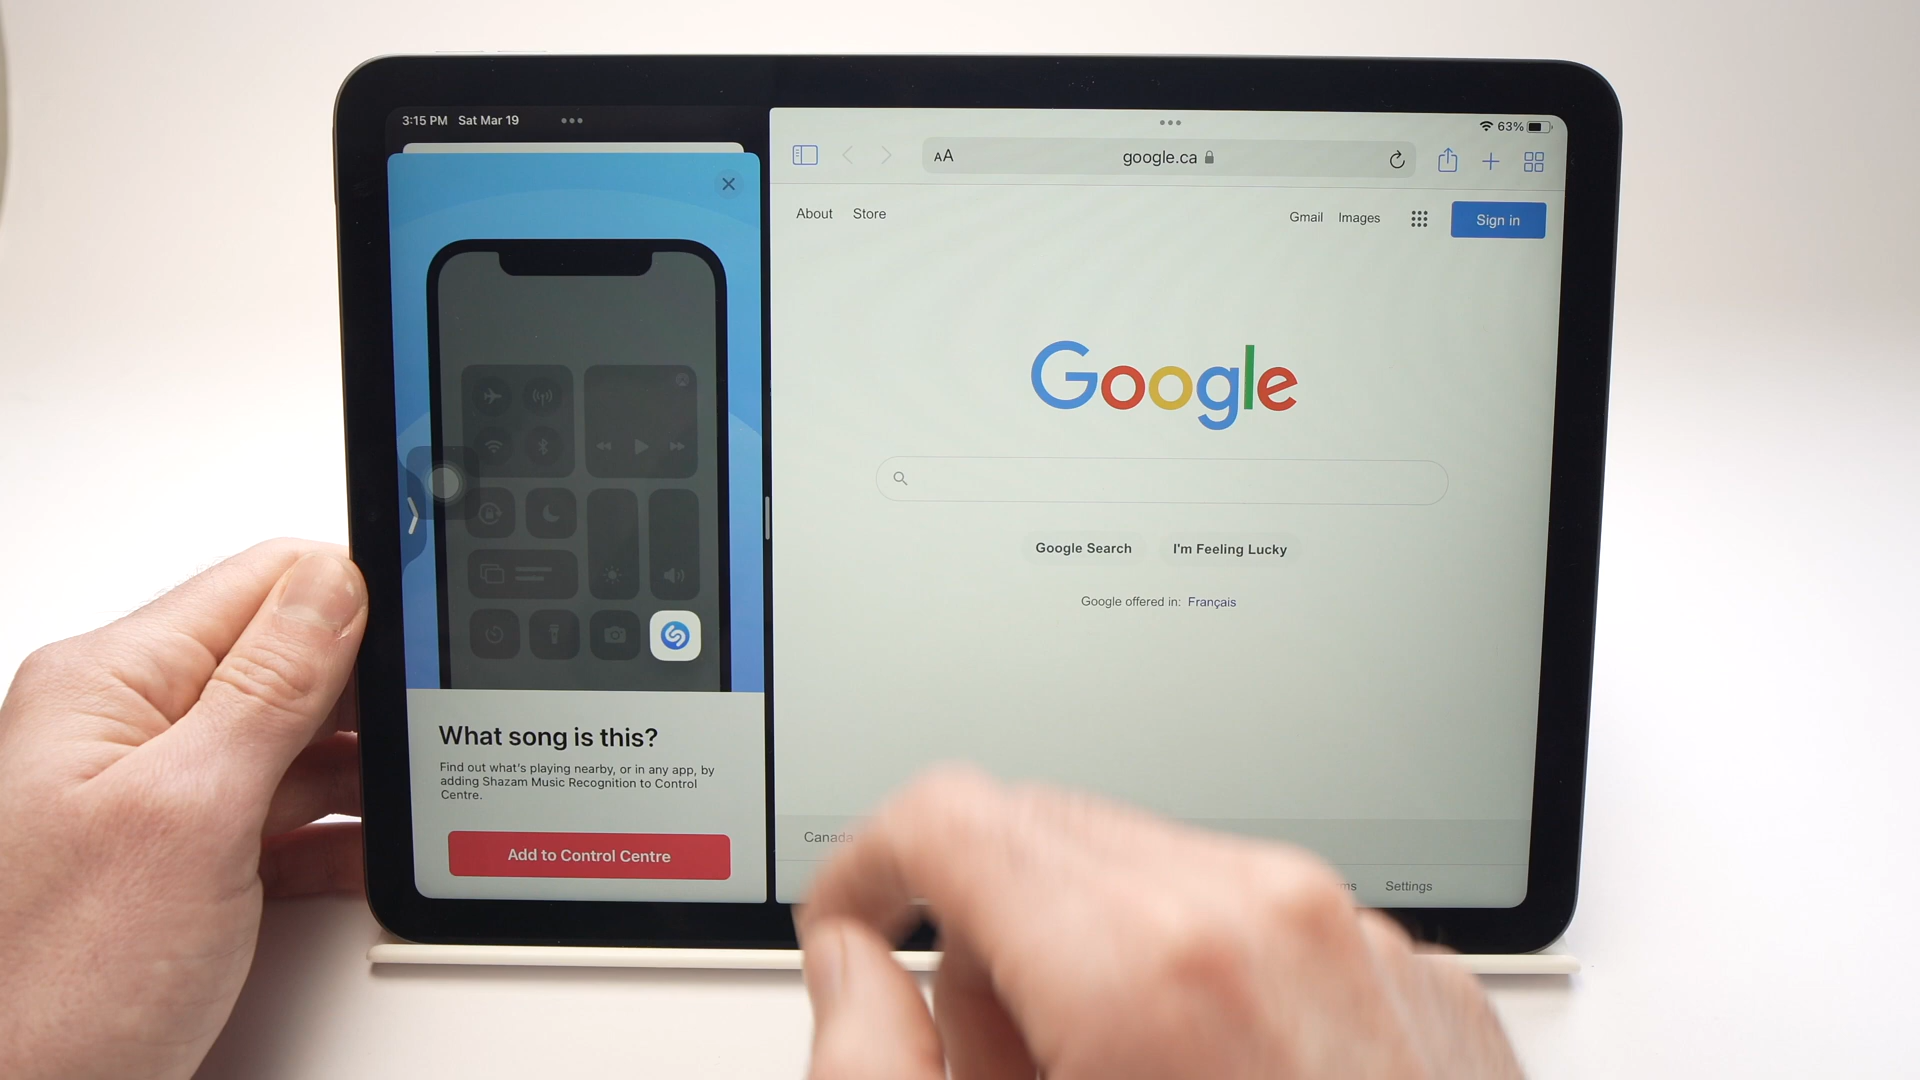 3:15 PM Sat Mar 19
63%
AA
google.ca
About Store
Gmail Images
Sign in
Google
Google Search I'm Feeling Lucky
Google offered in: Français
What song is this?
Find out what's playing nearby, or in any app, by
adding Shazam Music Recognition to Control
Centre.
Add to Control Centre
Canada
Settings